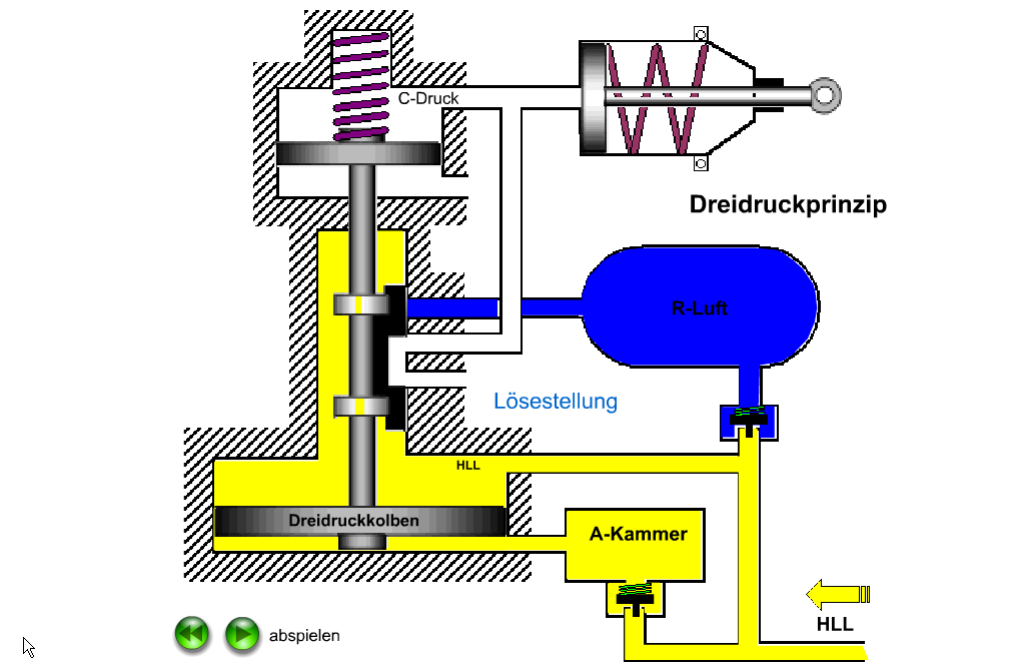 C-Druck
Dreidruckprinzip
R-Luft
Lösestellung
HLL
Dreidruckkolben
A-Kammer
HLL
abspielen